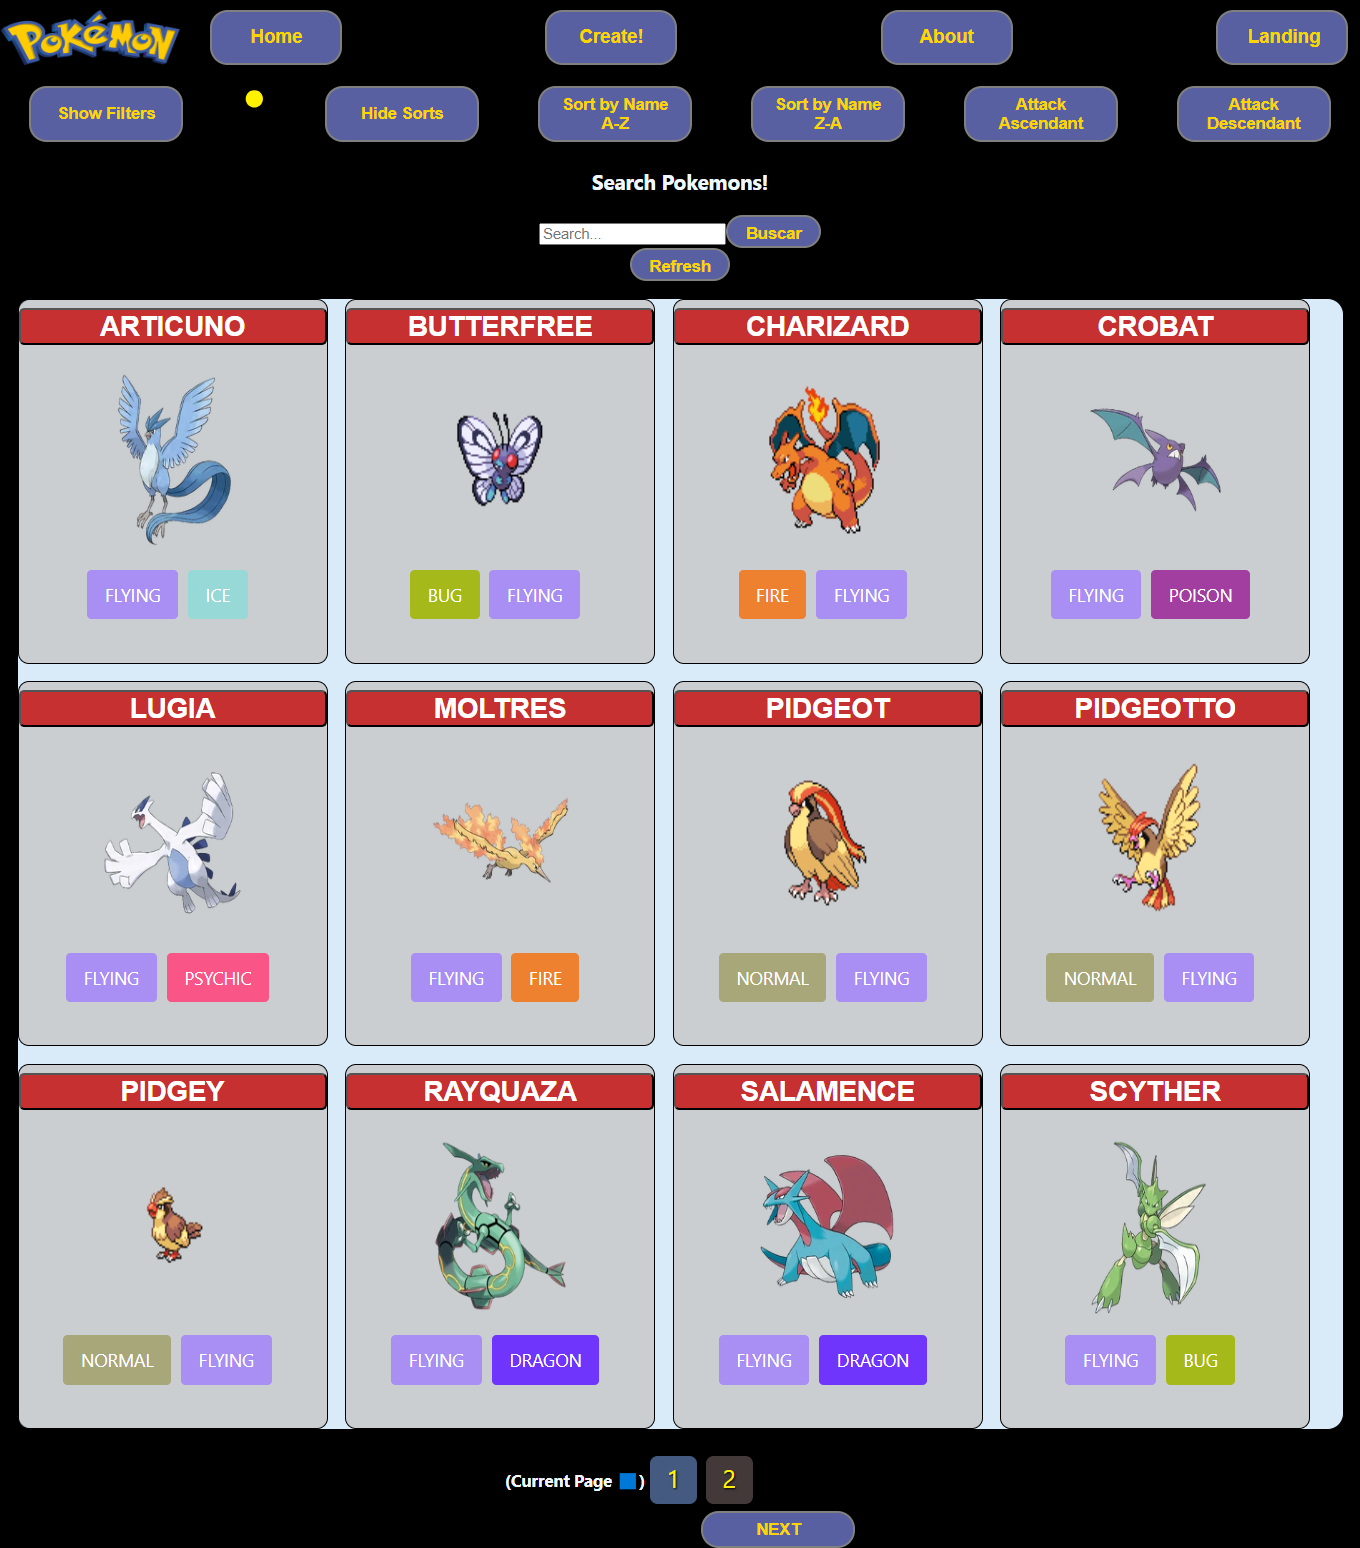 POKéMON
Home
Create!
About
Landing
Show Filters
Hide Sorts
Sort by Name
A-Z
Sort by Name
Z-A
Attack
Ascendant
Attack
Descendant
Search Pokemons!
Search...
Buscar
Refresh
ARTICUNO
BUTTERFREE
CHARIZARD
CROBAT
FLYING ICE
BUG FLYING
FIRE FLYING
FLYING POISON
LUGIA
MOLTRES
PIDGEOT
PIDGEOTTO
FLYING PSYCHIC
FLYING FIRE
NORMAL FLYING
NORMAL FLYING
PIDGEY
RAYQUAZA
SALAMENCE
SCYTHER
NORMAL FLYING
FLYING DRAGON
FLYING DRAGON
FLYING BUG
(Current Page 🟦) 1 2
NEXT